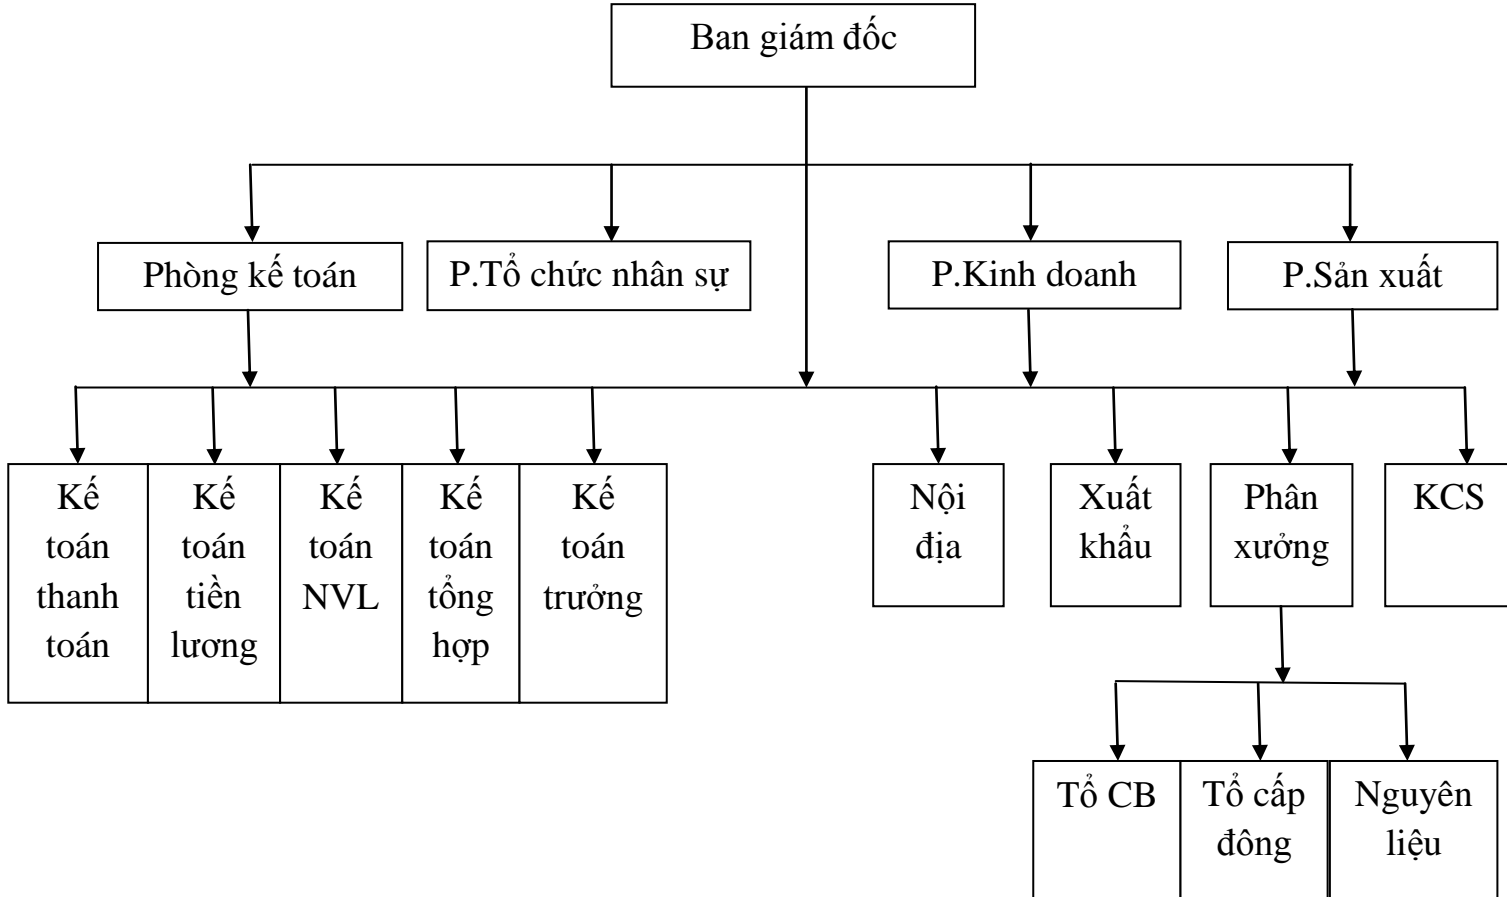 Ban giám đốc
Phòng kế toán
P.Tổ chức nhân sự
P.Kinh doanh
P.Sản xuất
Kế
toán
thanh
toán
Kế
toán
tiền
lương
Kế
toán
NVL
Kế
toán
tổng
hợp
Kế
toán
trưởng
Nội
địa
Xuất
khẩu
Phân
xưởng
KCS
Tổ CB
Tổ cấp
đông
Nguyên
liệu